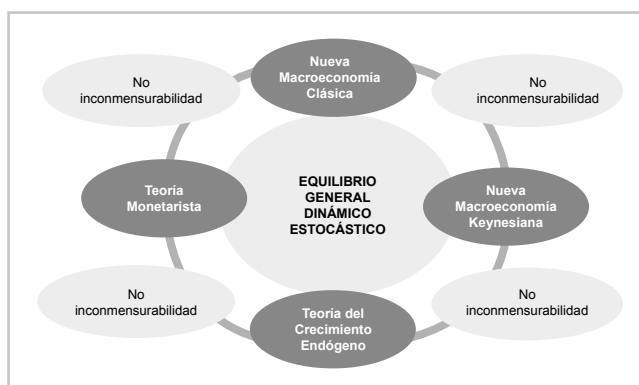 Nueva
Macroeconomía
Clásica
No
inconmensurabilidad
No
inconmensurabilidad
Teoría
Monetarista
EQUILIBRIO
GENERAL
DINÁMICO
ESTOCÁSTICO
Nueva
Macroeconomía
Keynesiana
No
inconmensurabilidad
Teoría del
Crecimiento
Endógeno
No
inconmensurabilidad